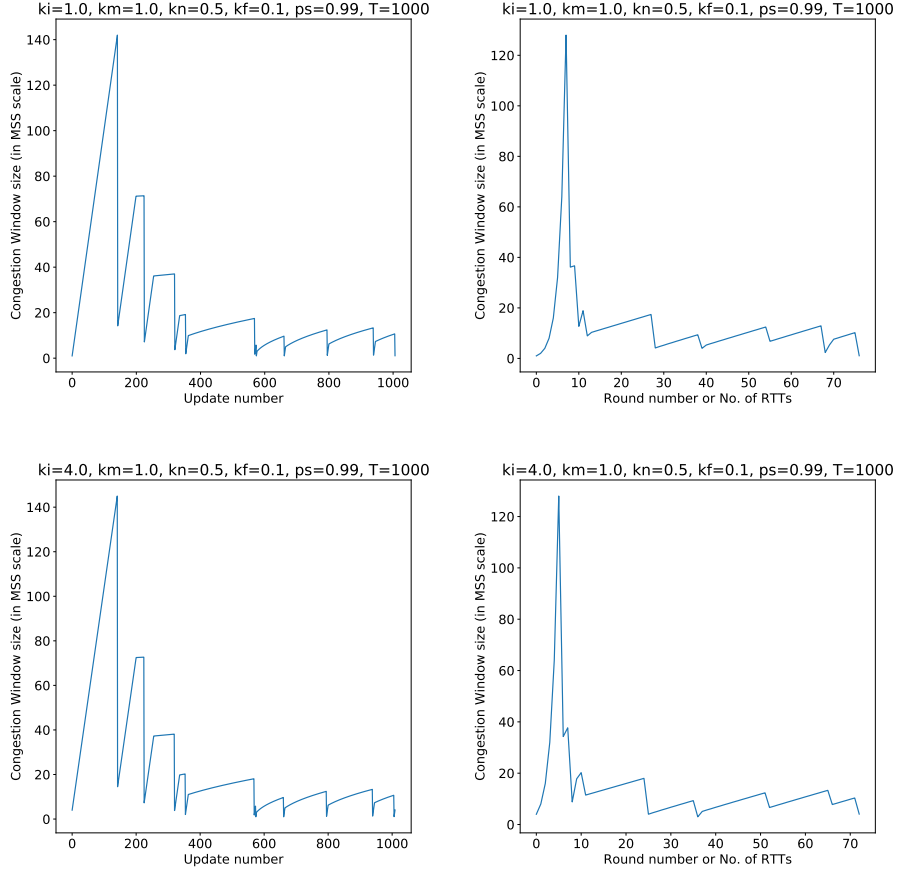 ki=1.0, km=1.0, kn=0.5, kf=0.1, ps=0.99, T=1000
Congestion Window size (in MSS scale)
140
120
100
80
60
40
20
0
0 200 400 600 800 1000
Update number
ki=1.0, km=1.0, kn=0.5, kf=0.1, ps=0.99, T=1000
Congestion Window size (in MSS scale)
120
100
80
60
40
20
0
0 10 20 30 40 50 60 70
Round number or No. of RTTs
ki=4.0, km=1.0, kn=0.5, kf=0.1, ps=0.99, T=1000
Congestion Window size (in MSS scale)
140
120
100
80
60
40
20
0
0 200 400 600 800 1000
Update number
ki=4.0, km=1.0, kn=0.5, kf=0.1, ps=0.99, T=1000
Congestion Window size (in MSS scale)
120
100
80
60
40
20
0
0 10 20 30 40 50 60 70
Round number or No. of RTTs